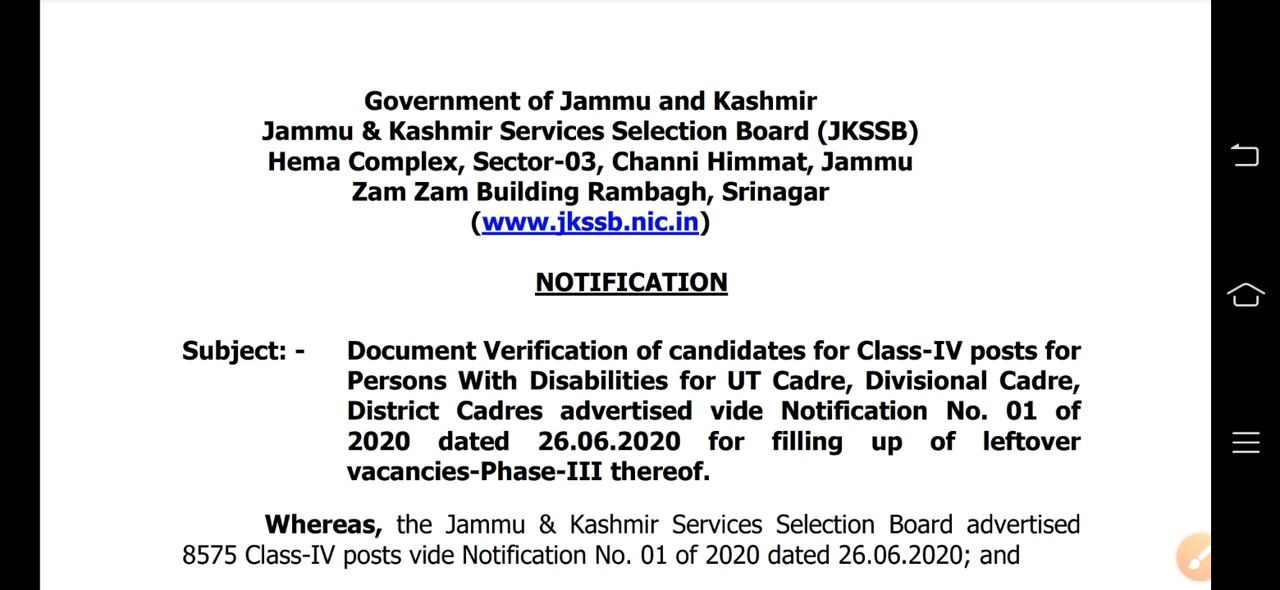 Government of Jammu and Kashmir
Jammu & Kashmir Services Selection Board (JKSSB)
Hema Complex, Sector-03, Channi Himmat, Jammu
Zam Zam Building Rambagh, Srinagar
(www.jkssb.nic.in)
NOTIFICATION
Subject: - Document Verification of candidates for Class-IV posts for
Persons With Disabilities for UT Cadre, Divisional Cadre,
District Cadres advertised vide Notification No. 01 of
2020 dated 26.06.2020 for filling up of leftover
vacancies-Phase-III thereof.
Whereas, the Jammu & Kashmir Services Selection Board advertised
8575 Class-IV posts vide Notification No. 01 of 2020 dated 26.06.2020; and